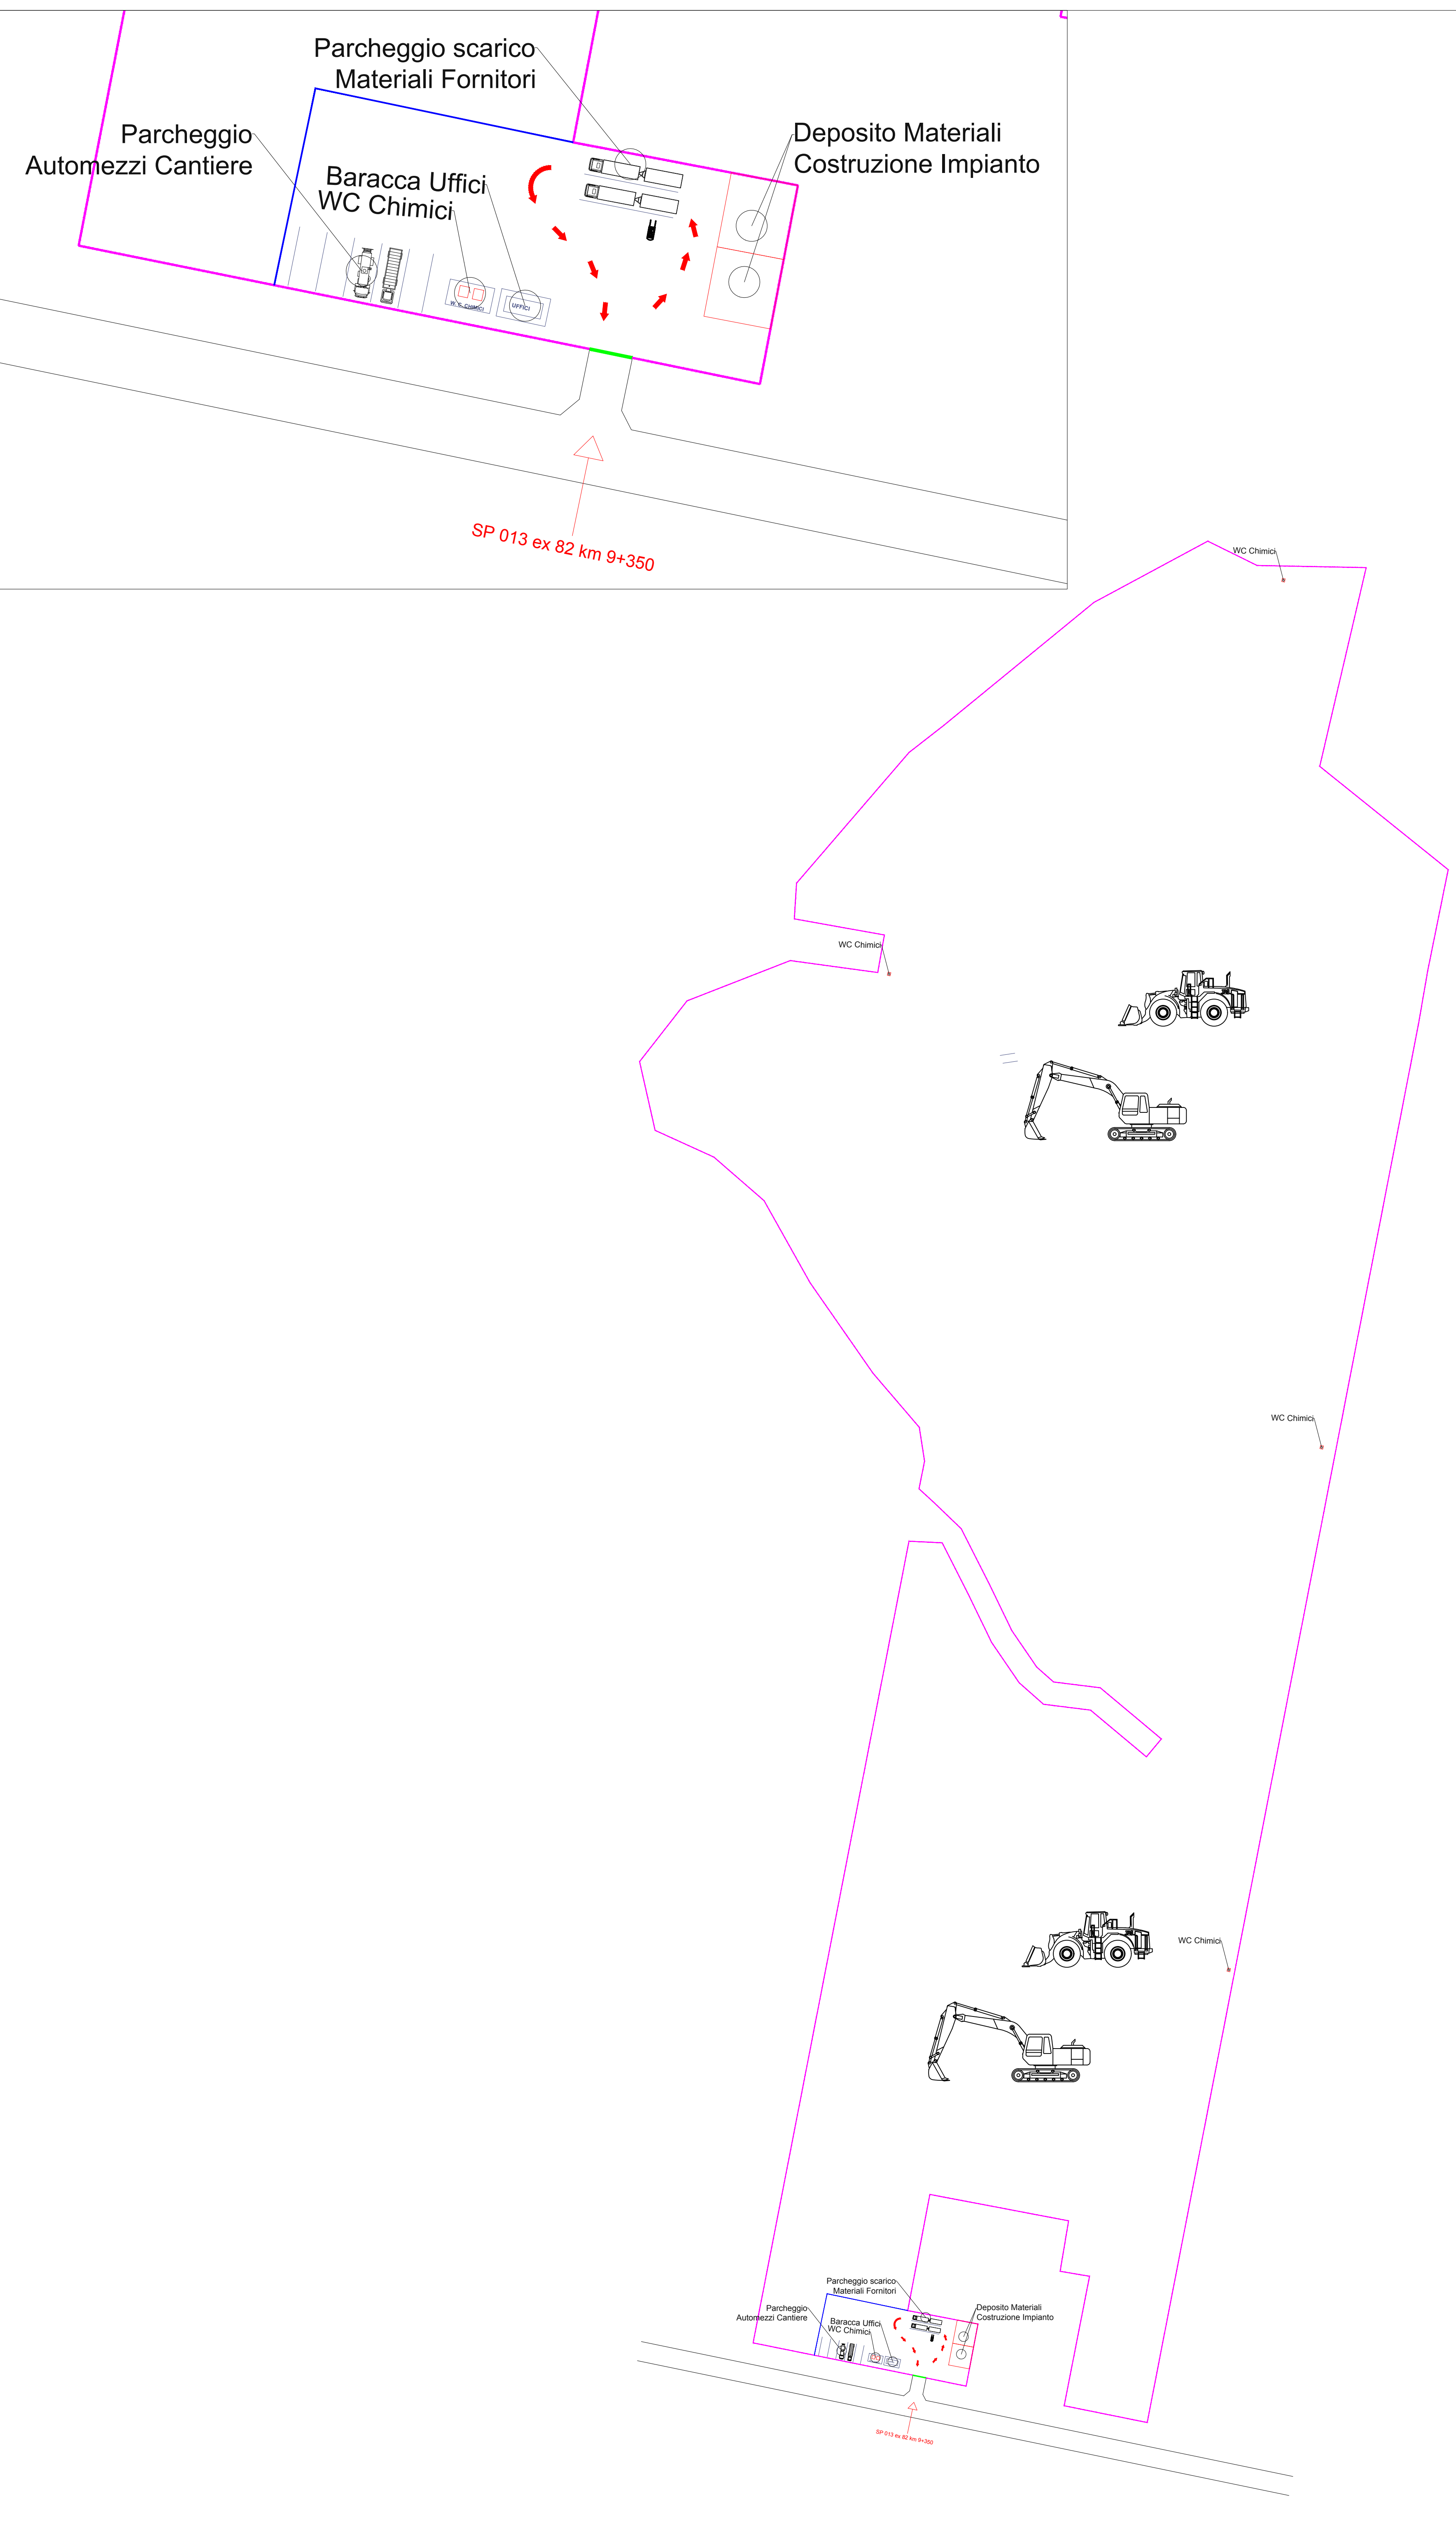 Parcheggio scarico
Materiali Fornitori
Parcheggio
Automezzi Cantiere
Deposito Materiali
Costruzione Impianto
Baracca Uffici
WC Chimici
W. C. CHIMICI
UFFICI
SP 013 ex 82 km 9+350
WC Chimici
WC Chimici
WC Chimici
WC Chimici
Parcheggio scarico
Materiali Fornitori
Parcheggio
Automezzi Cantiere
Deposito Materiali
Costruzione Impianto
Baracca Uffici
WC Chimici
SP 013 ex 82 km 9+350